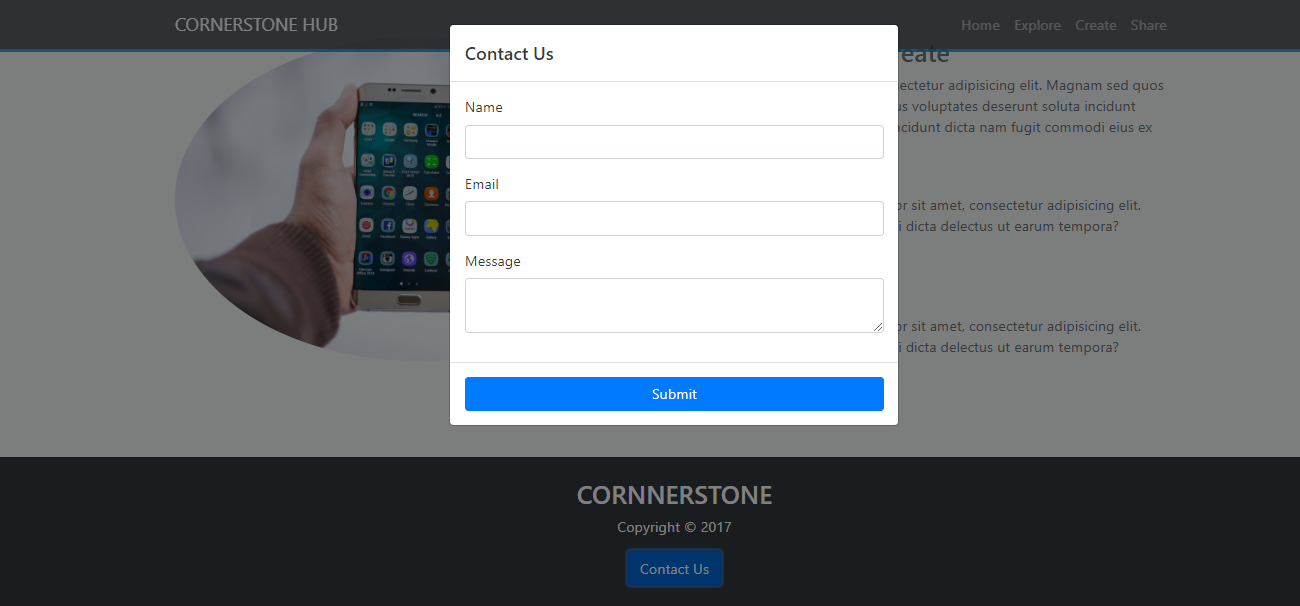 CORNERSTONE HUB
Home Explore Create Share
Contact Us
Name
Email
Message
Submit
eate
sectetur adipisicing elit. Magnam sed quos
us voluptates deserunt soluta incidunt
ncidunt dicta nam fugit commodi eius ex
or sit amet, consectetur adipisicing elit.
i dicta delectus ut earum tempora?
or sit amet, consectetur adipisicing elit.
i dicta delectus ut earum tempora?
CORNNERSTONE
Copyright © 2017
Contact Us